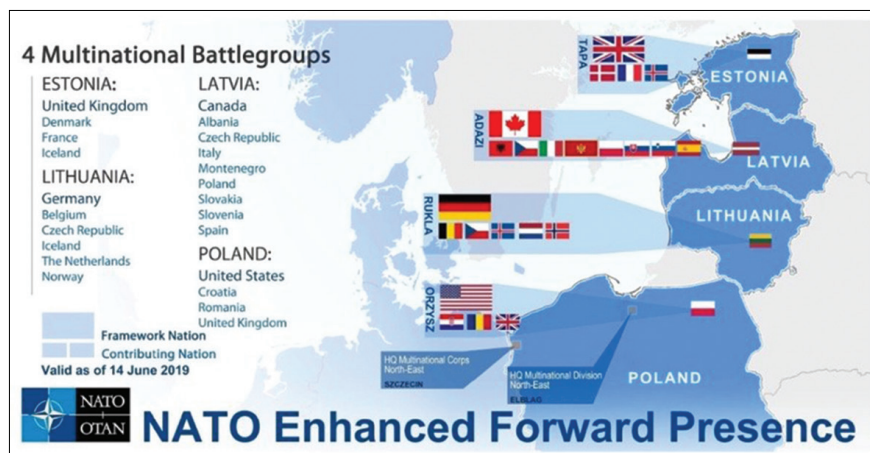 4 Multinational Battlegroups
ESTONIA:
United Kingdom
Denmark
France
Iceland
LITHUANIA:
Germany
Belgium
Czech Republic
Iceland
The Netherlands
Norway
LATVIA:
Canada
Albania
Czech Republic
Italy
Montenegro
Poland
Slovakia
Slovenia
Spain
POLAND:
United States
Croatia
Romania
United Kingdom
Framework Nation
Contributing Nation
Valid as of 14 June 2019
TAPA
ESTONIA
ADAZI
LATVIA
RUKLA
LITHUANIA
ORZYSZ
HQ Multinational Corps
North-East
SZCZECIN
HQ Multinational Division
North-East
ELBLAG
POLAND
NATO
OTAN
NATO Enhanced Forward Presence